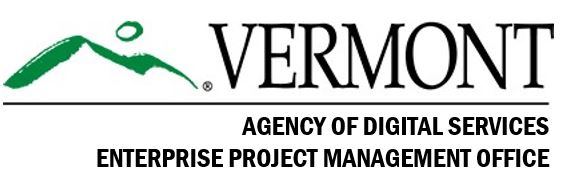 ® VERMONT
AGENCY OF DIGITAL SERVICES
ENTERPRISE PROJECT MANAGEMENT OFFICE